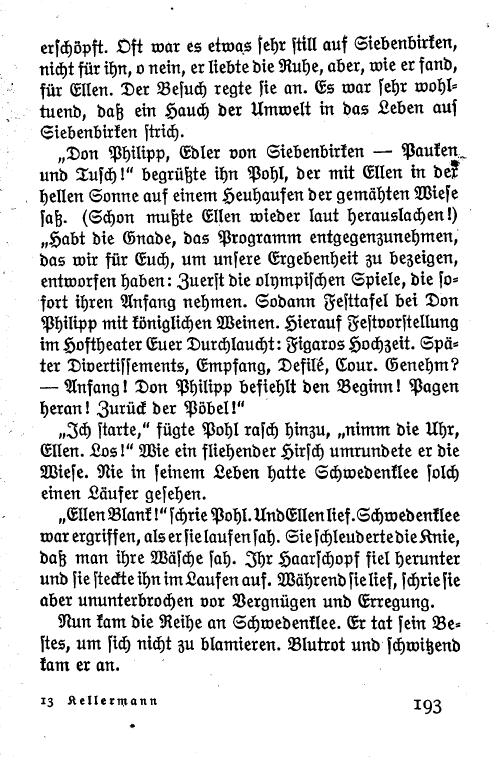 erschöpft. Oft war es etwas sehr still auf Siebenbirken,
nicht für ihn, o nein, er liebte die Ruhe, aber, wie er fand,
für Ellen. Der Besuch regte sie an. Es war sehr wohl-
tuend, daß ein Hauch der Umwelt in das Leben auf
Siebenbirken strich.
„Don Philipp, Edler von Siebenbirken — Pauken
und Tusch!“ begrüßte ihn Pohl, der mit Ellen in der
hellen Sonne auf einem Heuhaufen der gemähten Wiese
saß. (Schon mußte Ellen wieder laut herauslachen!)
„Habt die Gnade, das Programm entgegenzunehmen,
das wir für Euch, um unsere Ergebenheit zu bezeigen,
entworfen haben: Zuerst die olympischen Spiele, die so-
fort ihren Anfang nehmen. Sodann Festtafel bei Don
Philipp mit königlichen Weinen. Hierauf Festvorstellung
im Hoftheater Euer Durchlaucht: Figaros Hochzeit. Spä-
ter Divertissements, Empfang, Defilé, Cour. Genehm?
— Anfang! Don Philipp befiehlt den Beginn! Pagen
heran! Zurück der Pöbel!“
„Ich starte,“ fügte Pohl rasch hinzu, „nimm die Uhr,
Ellen. Los!“ Wie ein fliehender Hirsch umrundete er die
Wiese. Nie in seinem Leben hatte Schwedenklee solch
einen Läufer gesehen.
„Ellen Blank!“ schrie Pohl. Und Ellen lief. Schwedenklee
war ergriffen, als er sie laufen sah. Sie schleuderte die Knie,
daß man ihre Wäsche sah. Ihr Haarschopf fiel herunter
und sie steckte ihn im Laufen auf. Während sie lief, schrie sie
aber ununterbrochen vor Vergnügen und Erregung.
Nun kam die Reihe an Schwedenklee. Er tat sein Be-
stes, um sich nicht zu blamieren. Blutrot und schwitzend
kam er an.
13 Kellermann
193